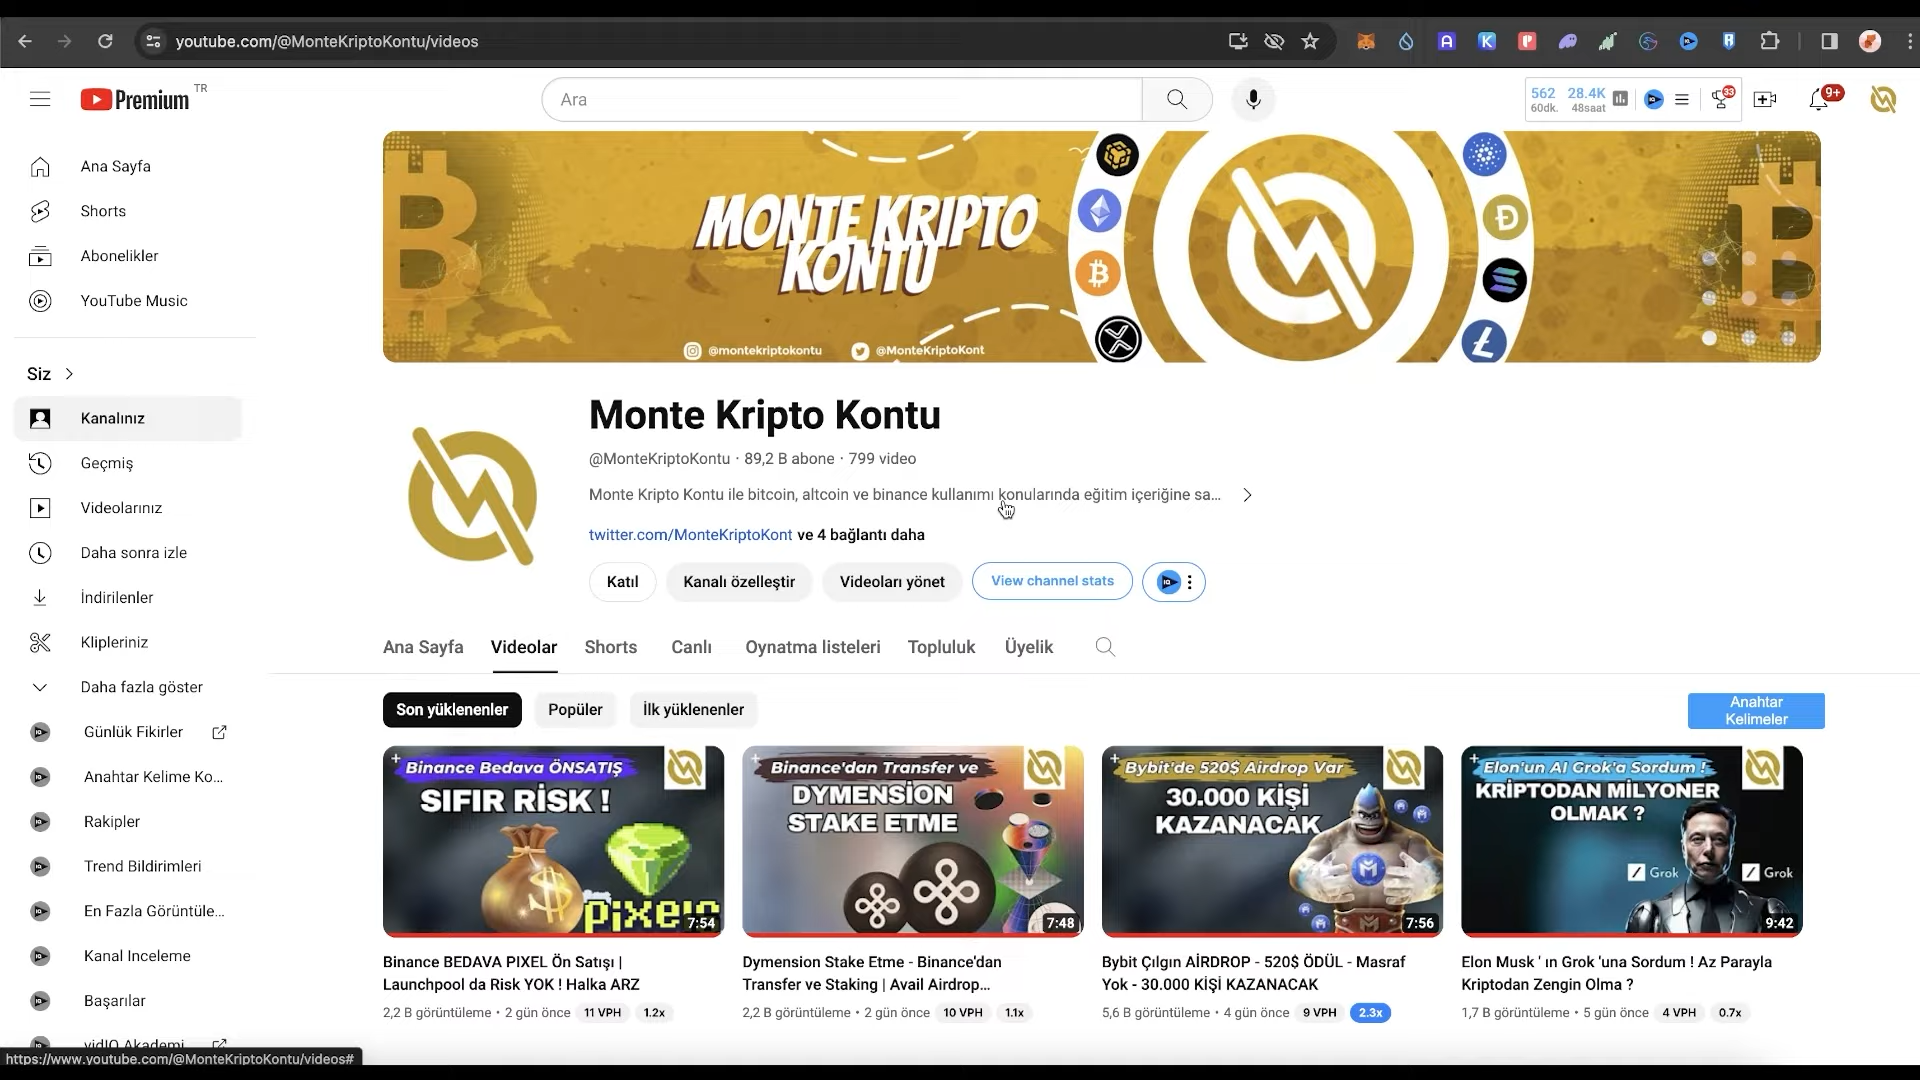 youtube.com/@MonteKriptoKontu/videos
Premium TR
Ara
562 28.4K
60dk. 48saat
33
9+
Ana Sayfa
Shorts
Abonelikler
YouTube Music
Siz
Kanalınız
Geçmiş
Videolarınız
Daha sonra izle
İndirilenler
Klipleriniz
Daha fazla göster
Günlük Fikirler
Anahtar Kelime Ko...
Rakipler
Trend Bildirimleri
En Fazla Görüntüle...
Kanal Inceleme
Başarılar
vidIQ Akademi
https://www.youtube.com/@MonteKriptoKontu/videos#
MONTE KRIPTO
KONTU
@montekriptokontu @MonteKriptoKont
Monte Kripto Kontu
@MonteKriptoKontu · 89,2 B abone · 799 video
Monte Kripto Kontu ile bitcoin, altcoin ve binance kullanımı konularında eğitim içeriğine sa...
twitter.com/MonteKriptoKont ve 4 bağlantı daha
Katıl
Kanalı özelleştir
Videoları yönet
View channel stats
Ana Sayfa
Videolar
Shorts
Canlı
Oynatma listeleri
Topluluk
Üyelik
Son yüklenenler
Popüler
İlk yüklenenler
Anahtar
Kelimeler
Binance Bedava ÖNSATIŞ
SIFIR RİSK !
pixels
7:54
Binance BEDAVA PIXEL Ön Satışı |
Launchpool da Risk YOK ! Halka ARZ
2,2 B görüntüleme • 2 gün önce 11 VPH 1.2x
Binance'dan Transfer ve
DYMENSİON
STAKE ETME
7:48
Dymension Stake Etme - Binance'dan
Transfer ve Staking | Avail Airdrop...
2,2 B görüntüleme • 2 gün önce 10 VPH 1.1x
Bybit'de 520$ Airdrop Var
30.000 KİŞİ
KAZANACAK
7:56
Bybit Çılgın AİRDROP - 520$ ÖDÜL - Masraf
Yok - 30.000 KİŞİ KAZANACAK
5,6 B görüntüleme • 4 gün önce 9 VPH 2.3x
Elon'un AI Grok'a Sordum !
KRİPTODAN MİLYONER
OLMAK ?
Grok
Grok
9:42
Elon Musk ' ın Grok 'una Sordum ! Az Parayla
Kriptodan Zengin Olma ?
1,7 B görüntüleme • 5 gün önce 4 VPH 0.7x